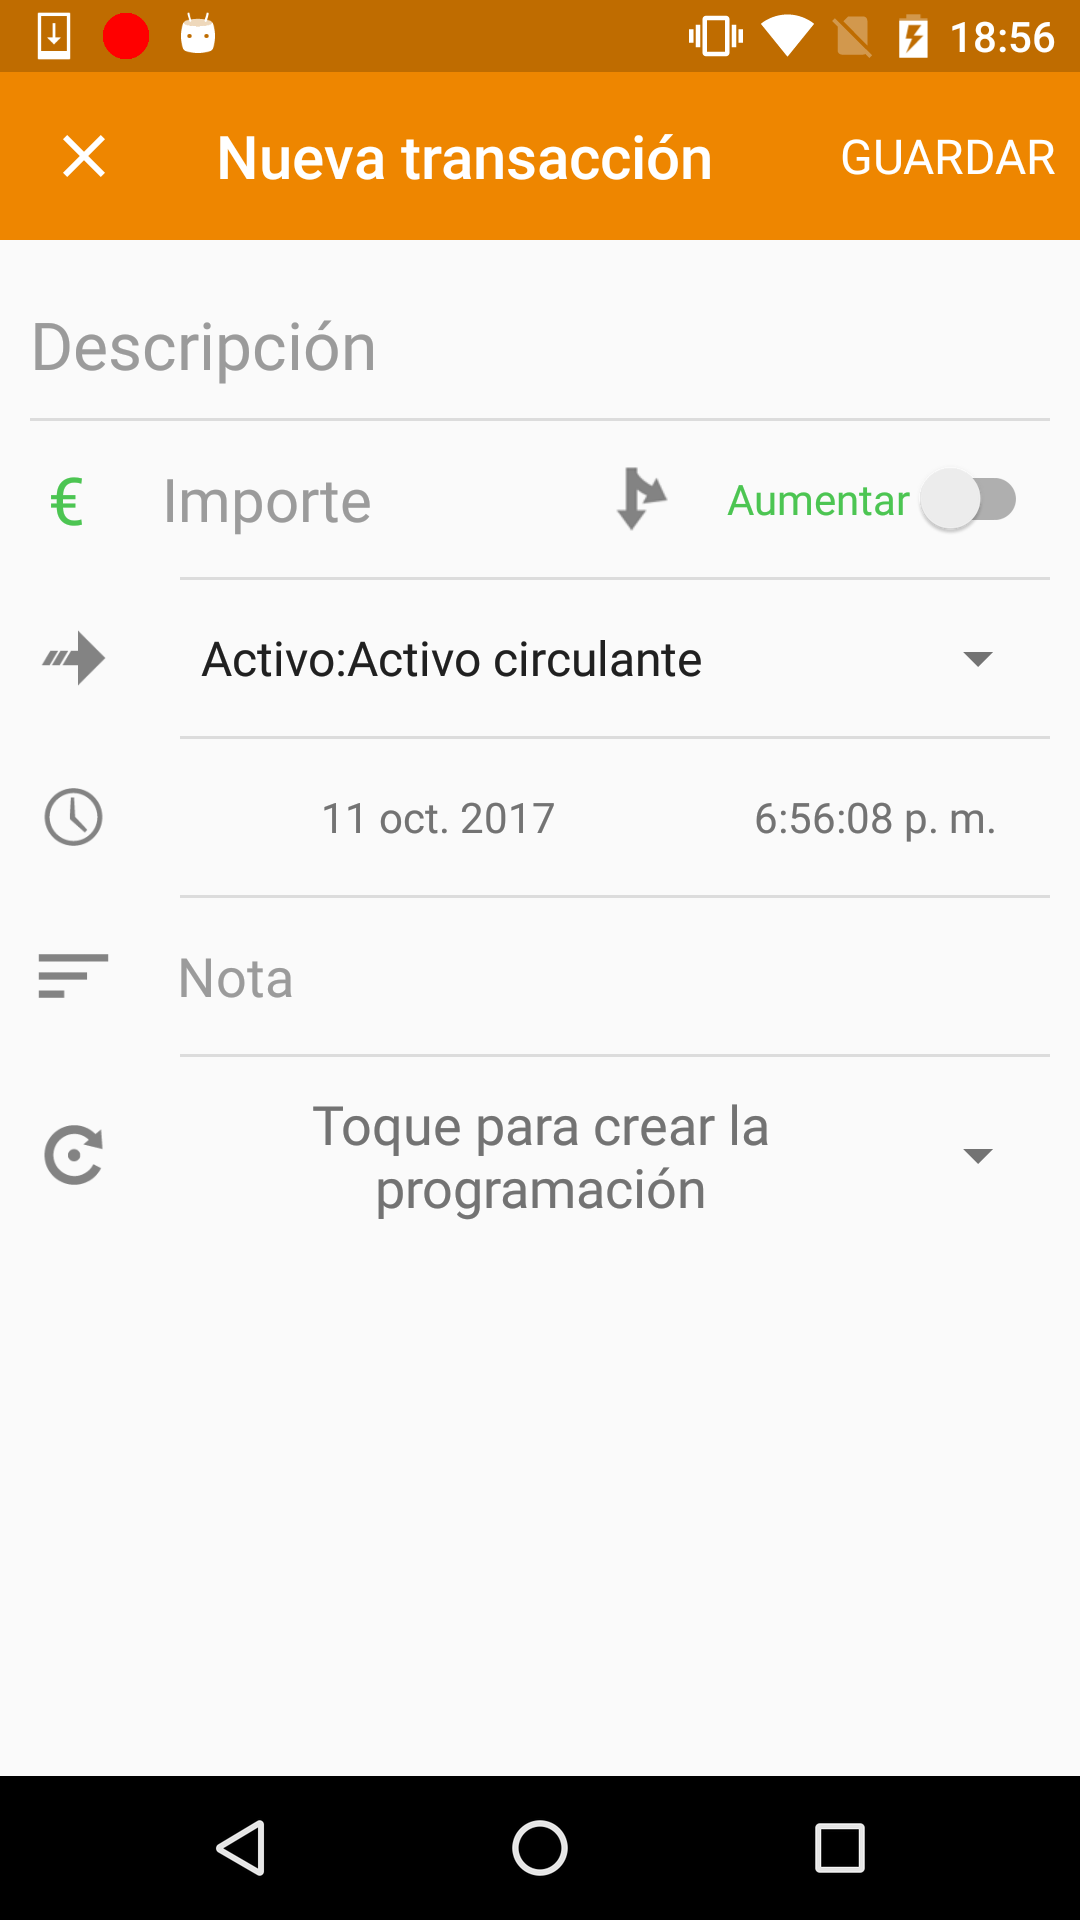 18:56
Nueva transacción GUARDAR
Descripción
€ Importe Aumentar
Activo:Activo circulante
11 oct. 2017 6:56:08 p. m.
Nota
Toque para crear la
programación